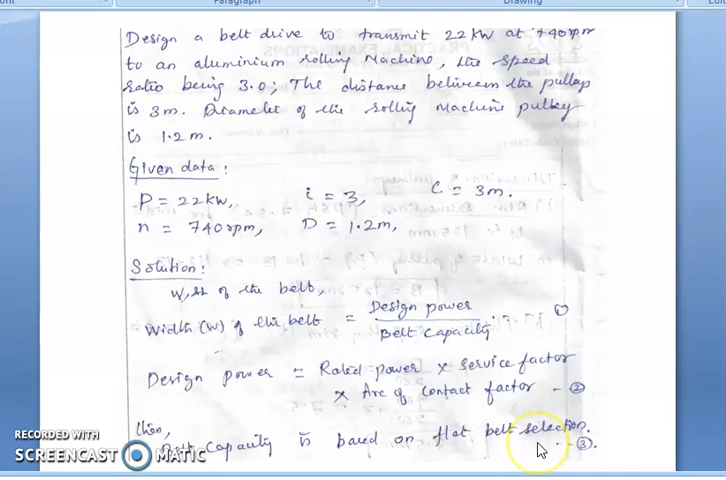 Paragraph
Drawing
Design a belt drive to transmit 22 kW at 740 rpm
to an aluminium rolling Machine, the speed
ratio being 3.0; The distance between the pulleys
is 3m. Diameter of the rolling Machine pulley
is 1.2 m.
Given data:
P = 22 kW, i = 3, C = 3 m.
n = 740 rpm, D = 1.2 m,
Solution:
W.k.t of the belt,
Width (W) of the belt = Design power / Belt Capacity ①
Design power = Rated power × Service factor
× Arc of Contact factor - ②
then,
Belt Capacity is based on flat belt selection.
- - ③.
RECORDED WITH
SCREENCAST MATIC